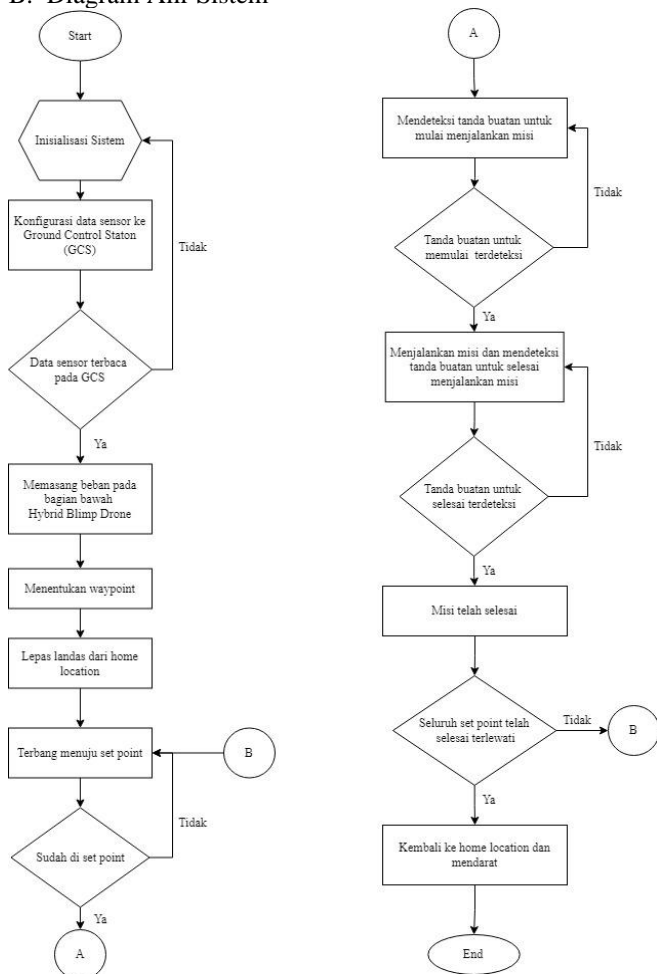 B. Diagram Alir Sistem
Start
Inisialisasi Sistem
Konfigurasi data sensor ke
Ground Control Staton
(GCS)
Tidak
Data sensor terbaca
pada GCS
Ya
Memasang beban pada
bagian bawah
Hybrid Blimp Drone
Menentukan waypoint
Lepas landas dari home
location
Terbang menuju set point
B
Tidak
Sudah di set point
Ya
A
A
Mendeteksi tanda buatan untuk
mulai menjalankan misi
Tidak
Tanda buatan untuk
memulai terdeteksi
Ya
Menjalankan misi dan mendeteksi
tanda buatan untuk selesai
menjalankan misi
Tidak
Tanda buatan untuk
selesai terdeteksi
Ya
Misi telah selesai
Seluruh set point telah
selesai terlewati
Tidak
B
Ya
Kembali ke home location dan
mendarat
End